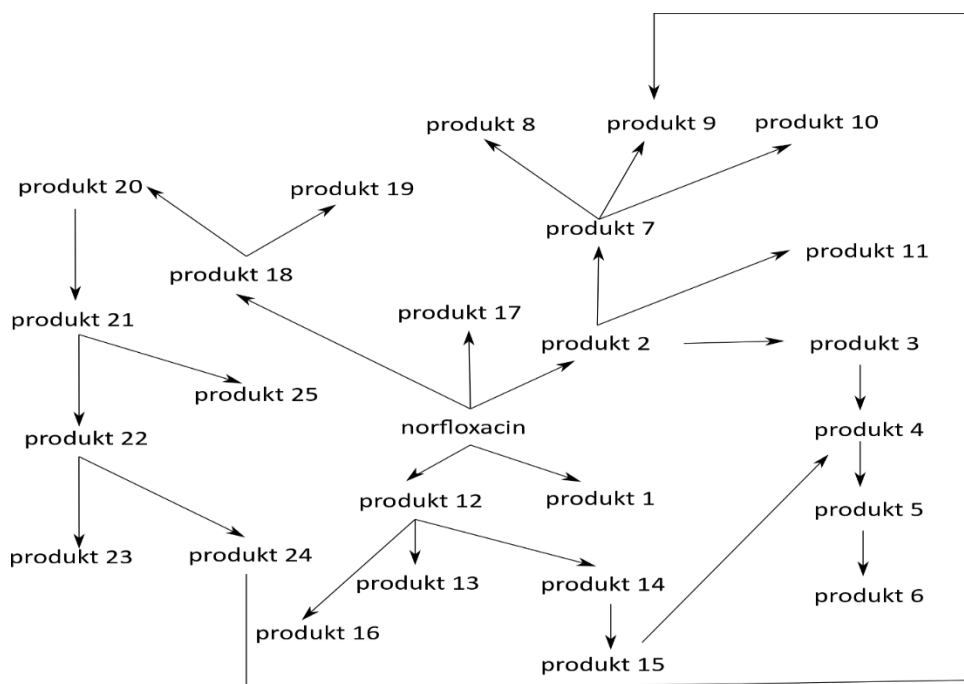 produkt 8
produkt 9
produkt 10
produkt 20
produkt 19
produkt 7
produkt 11
produkt 18
produkt 21
produkt 17
produkt 2
produkt 3
produkt 25
norfloxacin
produkt 4
produkt 22
produkt 12
produkt 1
produkt 5
produkt 23
produkt 24
produkt 13
produkt 14
produkt 6
produkt 16
produkt 15